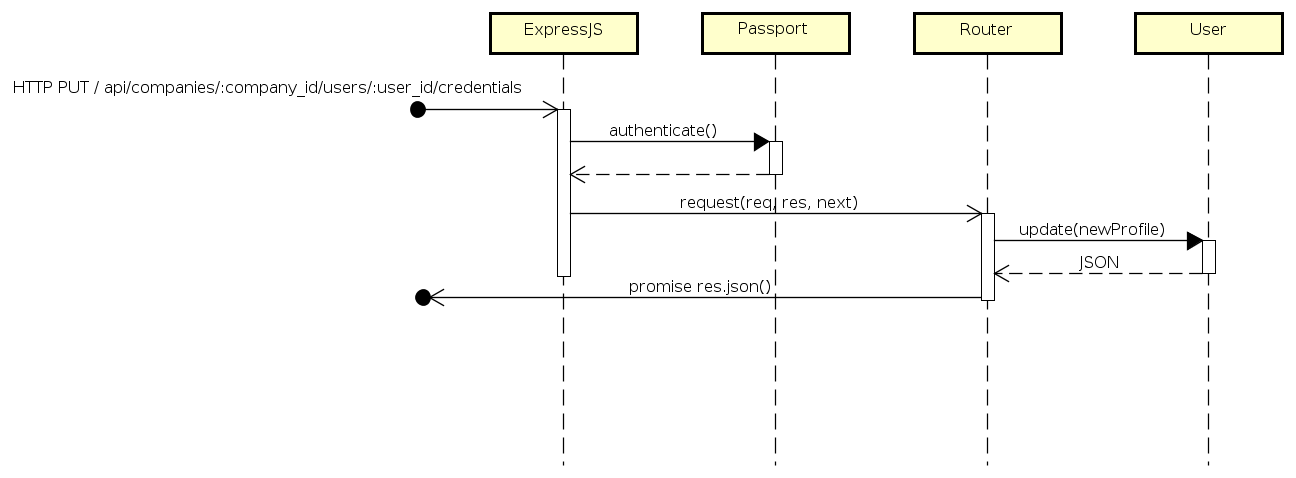 ExpressJS
Passport
Router
User
HTTP PUT / api/companies/:company_id/users/:user_id/credentials
authenticate()
request(req, res, next)
update(newProfile)
JSON
promise res.json()